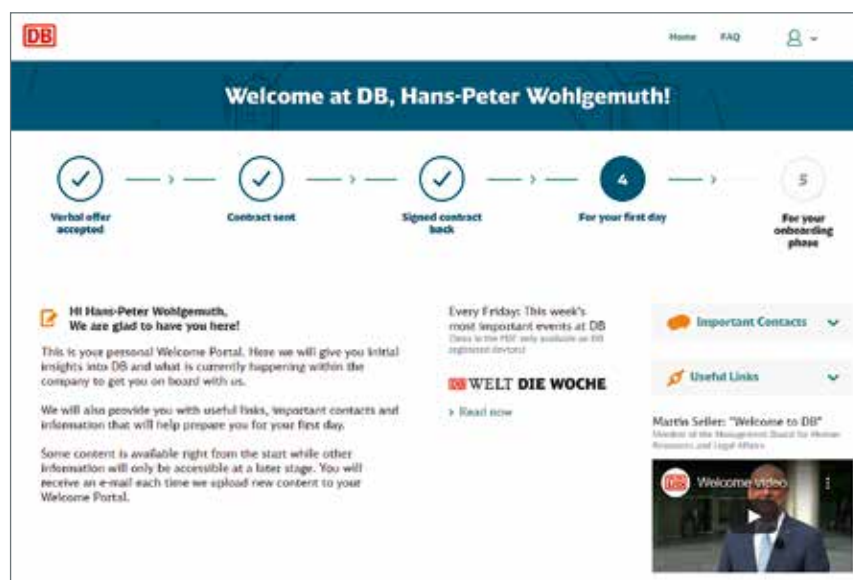 DB
Home FAQ
Welcome at DB, Hans-Peter Wohlgemuth!
4
5
Verbal offer
accepted
Contract sent
Signed contract
back
For your first day
For your
onboarding
phase
Hi Hans-Peter Wohlgemuth,
We are glad to have you here!
This is your personal Welcome Portal. Here we will give you initial
insights into DB and what is currently happening within the
company to get you on board with us.
We will also provide you with useful links, important contacts and
information that will help prepare you for your first day.
Some content is available right from the start while other
information will only be accessible at a later stage. You will
receive an e-mail each time we upload new content to your
Welcome Portal.
Every Friday: This week's
most important events at DB
only available on DB
registered devices)
DB WELT DIE WOCHE
> Read now
Important Contacts
Useful Links
Martin Seiler: "Welcome to DB"
Member of the Management Board for Human
Resources and Legal Affairs
DB Welcome video